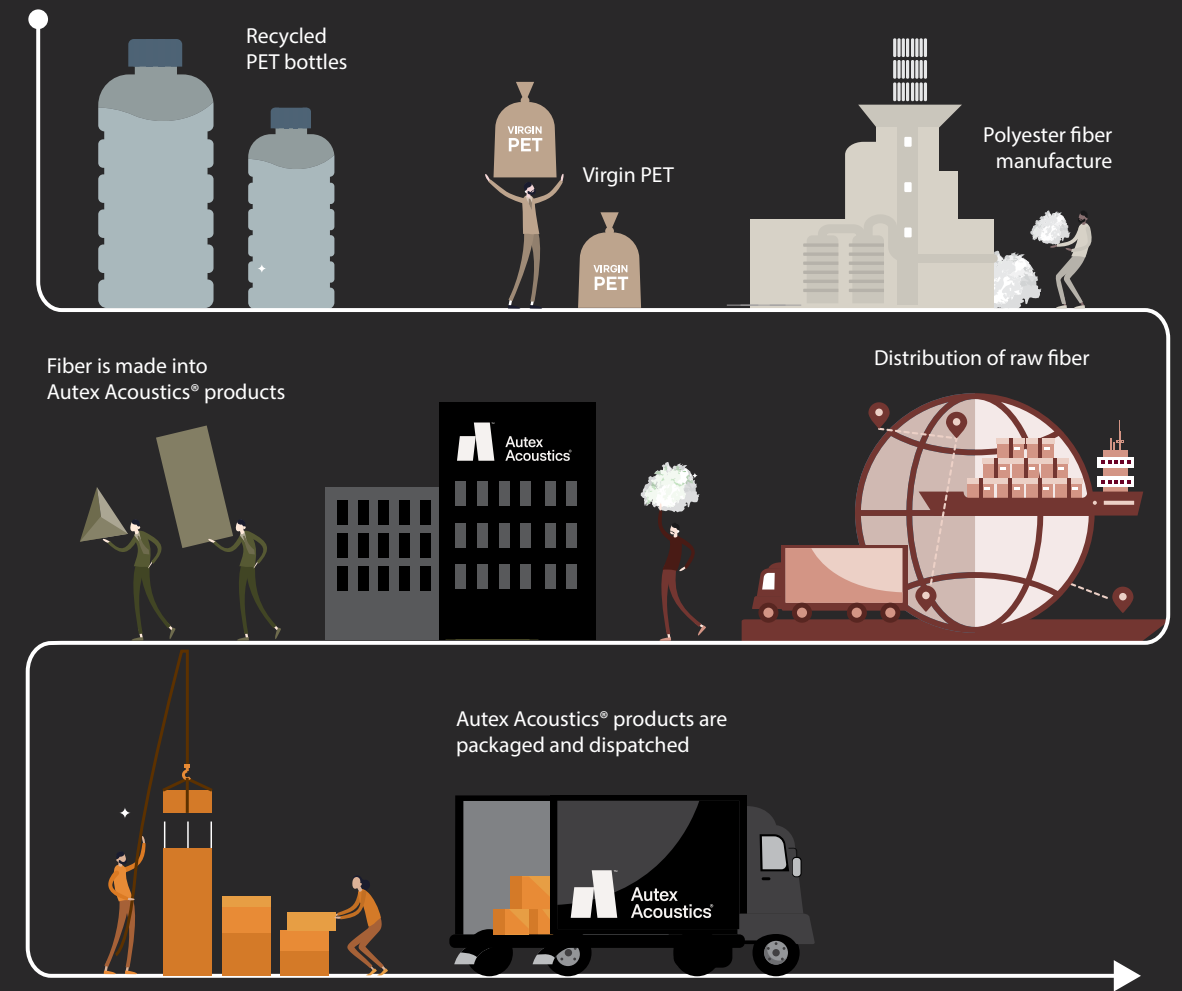 Recycled
PET bottles
VIRGIN
PET
Virgin PET
VIRGIN
PET
Polyester fiber
manufacture
Distribution of raw fiber
Fiber is made into
Autex Acoustics® products
Autex
Acoustics®
Autex Acoustics® products are
packaged and dispatched
Autex
Acoustics®